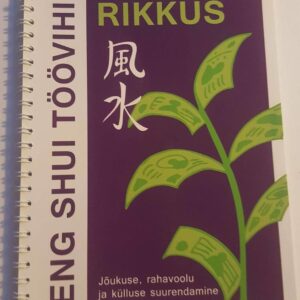 RIKKUS
風
水
ENG SHUI TÖÖVIHI
Jõukuse, rahavoolu
ja külluse suurendamine